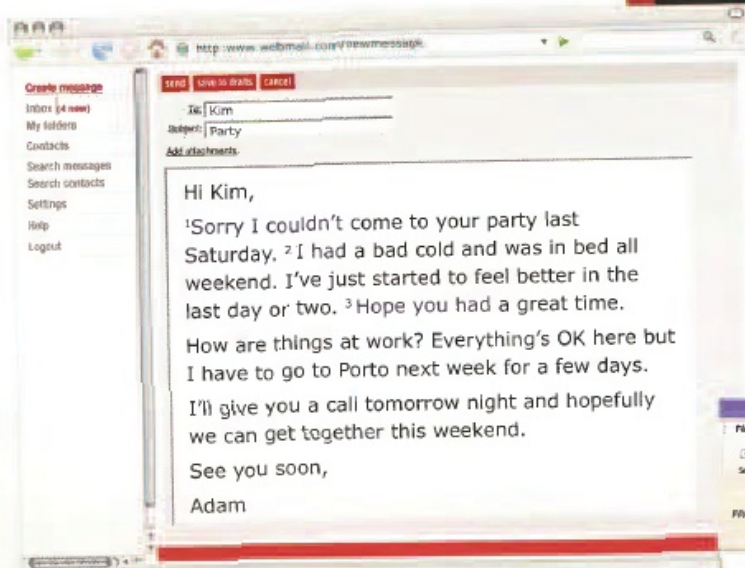 http:www.webmail.com/newmessage
Create message
Inbox (4 new)
My folders
Contacts
Search messages
Search contacts
Settings
Help
Logout
send save to drafts cancel
To: Kim
Subject: Party
Add attachments
Hi Kim,
¹Sorry I couldn't come to your party last
Saturday. ²I had a bad cold and was in bed all
weekend. I've just started to feel better in the
last day or two. ³Hope you had a great time.
How are things at work? Everything's OK here but
I have to go to Porto next week for a few days.
I'll give you a call tomorrow night and hopefully
we can get together this weekend.
See you soon,
Adam